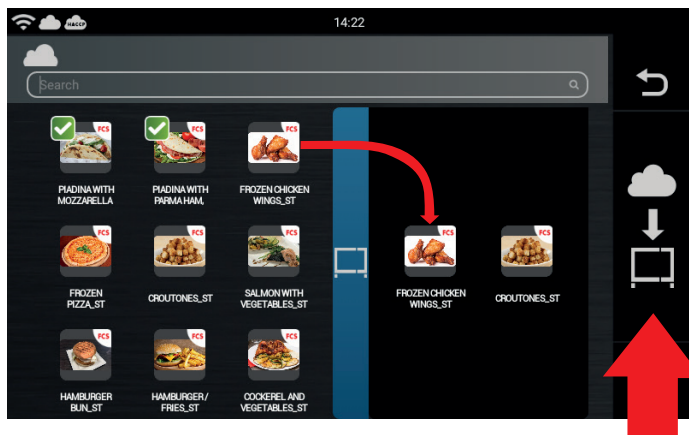 HACCP
14:22
Search
FCS
FCS
FCS
PIADINA WITH
MOZZARELLA
PIADINA WITH
PARMA HAM,
FROZEN CHICKEN
WINGS_ST
FCS
FCS
FCS
FROZEN
PIZZA_ST
CROUTONES_ST
SALMON WITH
VEGETABLES_ST
FCS
FCS
FROZEN CHICKEN
WINGS_ST
CROUTONES_ST
FCS
FCS
FCS
HAMBURGER
BUN_ST
HAMBURGER /
FRIES_ST
COCKEREL AND
VEGETABLES_ST